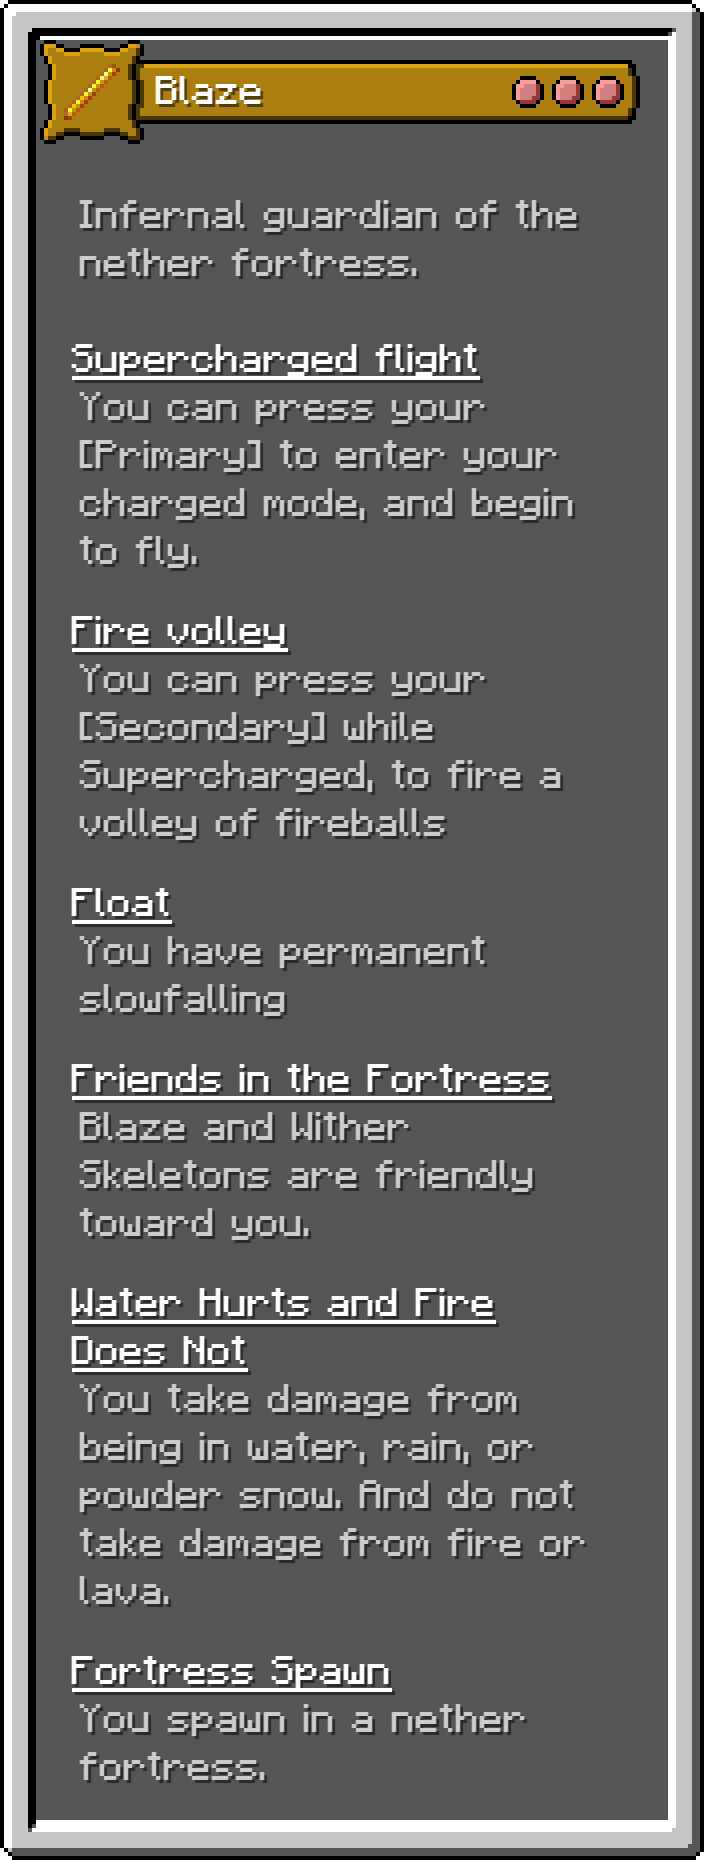 Blaze
Infernal guardian of the
nether fortress.
Supercharged flight
You can press your
[Primary] to enter your
charged mode, and begin
to fly.
Fire volley
You can press your
[Secondary] while
Supercharged, to fire a
volley of fireballs
Float
You have permanent
slowfalling
Friends in the Fortress
Blaze and Wither
Skeletons are friendly
toward you.
Water Hurts and Fire
Does Not
You take damage from
being in water, rain, or
powder snow. And do not
take damage from fire or
lava.
Fortress Spawn
You spawn in a nether
fortress.